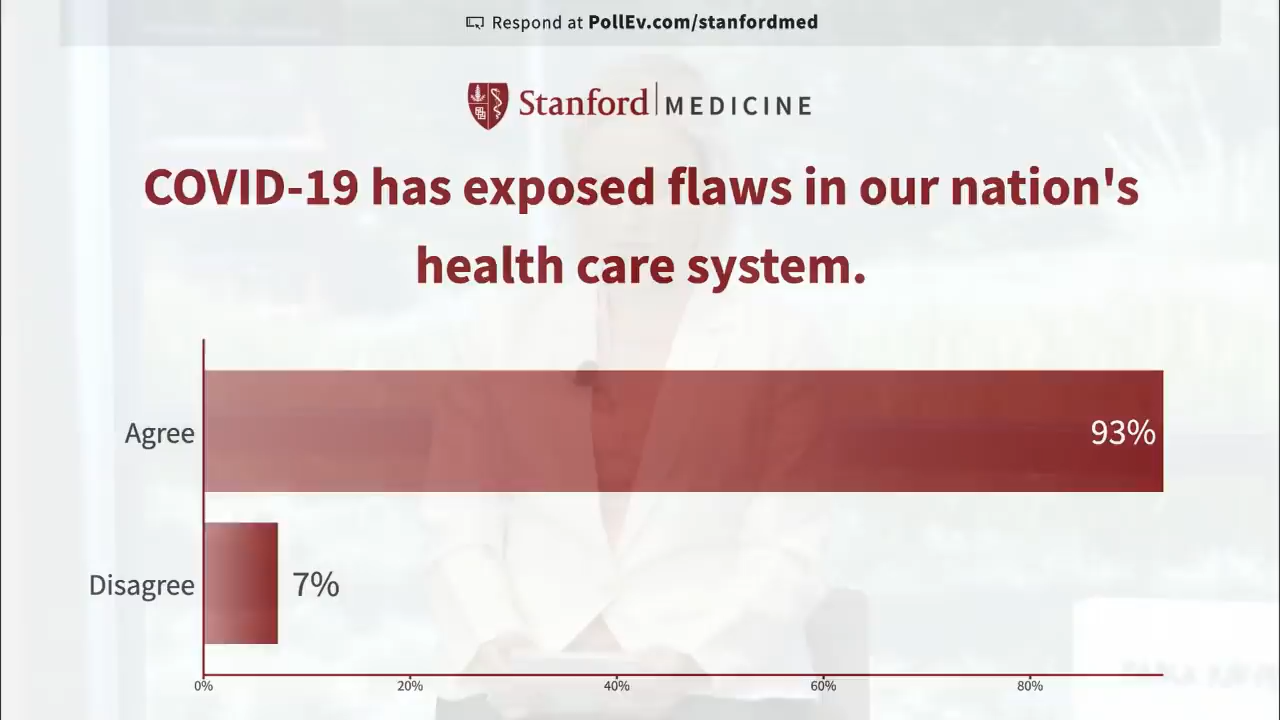 Respond at PollEv.com/stanfordmed
Stanford MEDICINE
COVID-19 has exposed flaws in our nation's
health care system.
Agree 93%
Disagree 7%
0% 20% 40% 60% 80%